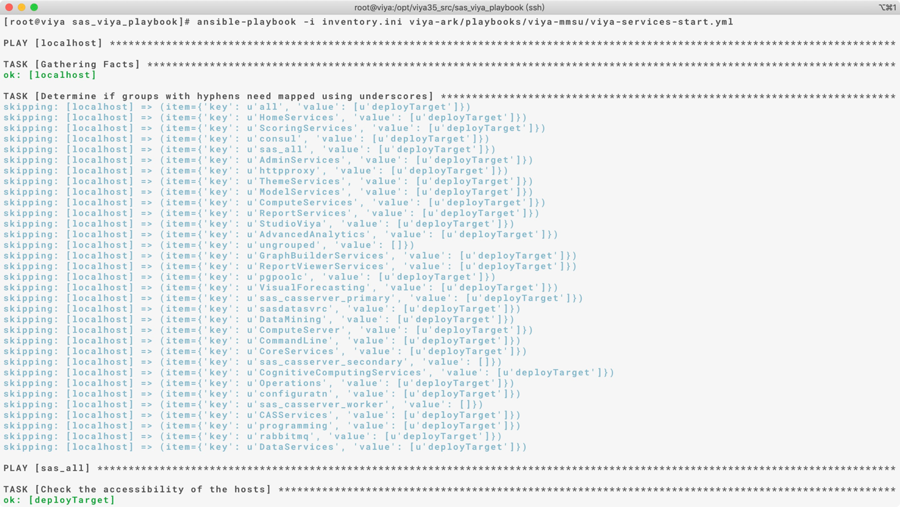 root@viya:/opt/viya35_src/sas_viya_playbook (ssh)
⌥⌘1
[root@viya sas_viya_playbook]# ansible-playbook -i inventory.ini viya-ark/playbooks/viya-mmsu/viya-services-start.yml
PLAY [localhost] ****************************************************************************************************************************
TASK [Gathering Facts] **********************************************************************************************************************
ok: [localhost]
TASK [Determine if groups with hyphens need mapped using underscores] ***********************************************************************
skipping: [localhost] => (item={'key': u'all', 'value': [u'deployTarget']})
skipping: [localhost] => (item={'key': u'HomeServices', 'value': [u'deployTarget']})
skipping: [localhost] => (item={'key': u'ScoringServices', 'value': [u'deployTarget']})
skipping: [localhost] => (item={'key': u'consul', 'value': [u'deployTarget']})
skipping: [localhost] => (item={'key': u'sas_all', 'value': [u'deployTarget']})
skipping: [localhost] => (item={'key': u'AdminServices', 'value': [u'deployTarget']})
skipping: [localhost] => (item={'key': u'httpproxy', 'value': [u'deployTarget']})
skipping: [localhost] => (item={'key': u'ThemeServices', 'value': [u'deployTarget']})
skipping: [localhost] => (item={'key': u'ModelServices', 'value': [u'deployTarget']})
skipping: [localhost] => (item={'key': u'ComputeServices', 'value': [u'deployTarget']})
skipping: [localhost] => (item={'key': u'ReportServices', 'value': [u'deployTarget']})
skipping: [localhost] => (item={'key': u'StudioViya', 'value': [u'deployTarget']})
skipping: [localhost] => (item={'key': u'AdvancedAnalytics', 'value': [u'deployTarget']})
skipping: [localhost] => (item={'key': u'ungrouped', 'value': []})
skipping: [localhost] => (item={'key': u'GraphBuilderServices', 'value': [u'deployTarget']})
skipping: [localhost] => (item={'key': u'ReportViewerServices', 'value': [u'deployTarget']})
skipping: [localhost] => (item={'key': u'pgpoolc', 'value': [u'deployTarget']})
skipping: [localhost] => (item={'key': u'VisualForecasting', 'value': [u'deployTarget']})
skipping: [localhost] => (item={'key': u'sas_casserver_primary', 'value': [u'deployTarget']})
skipping: [localhost] => (item={'key': u'sasdatasvrc', 'value': [u'deployTarget']})
skipping: [localhost] => (item={'key': u'DataMining', 'value': [u'deployTarget']})
skipping: [localhost] => (item={'key': u'ComputeServer', 'value': [u'deployTarget']})
skipping: [localhost] => (item={'key': u'CommandLine', 'value': [u'deployTarget']})
skipping: [localhost] => (item={'key': u'CoreServices', 'value': [u'deployTarget']})
skipping: [localhost] => (item={'key': u'sas_casserver_secondary', 'value': []})
skipping: [localhost] => (item={'key': u'CognitiveComputingServices', 'value': [u'deployTarget']})
skipping: [localhost] => (item={'key': u'Operations', 'value': [u'deployTarget']})
skipping: [localhost] => (item={'key': u'configuratn', 'value': [u'deployTarget']})
skipping: [localhost] => (item={'key': u'sas_casserver_worker', 'value': []})
skipping: [localhost] => (item={'key': u'CASServices', 'value': [u'deployTarget']})
skipping: [localhost] => (item={'key': u'programming', 'value': [u'deployTarget']})
skipping: [localhost] => (item={'key': u'rabbitmq', 'value': [u'deployTarget']})
skipping: [localhost] => (item={'key': u'DataServices', 'value': [u'deployTarget']})
PLAY [sas_all] ******************************************************************************************************************************
TASK [Check the accessibility of the hosts] *************************************************************************************************
ok: [deployTarget]